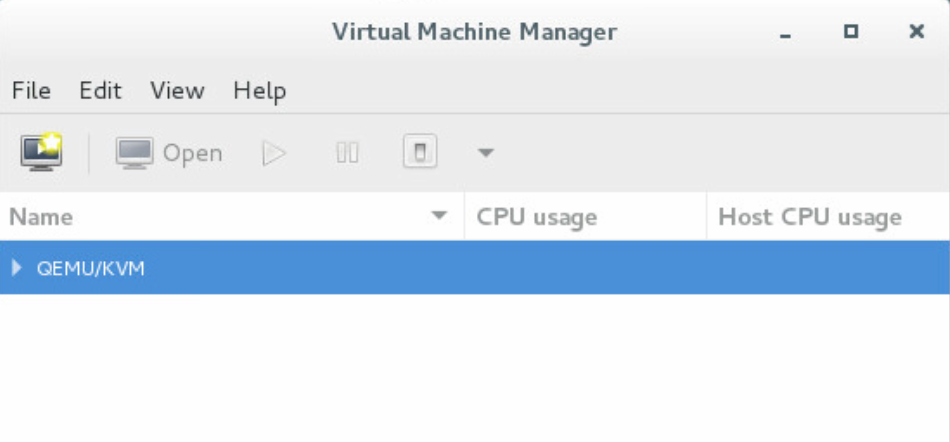 Virtual Machine Manager
File Edit View Help
Open
Name CPU usage Host CPU usage
QEMU/KVM